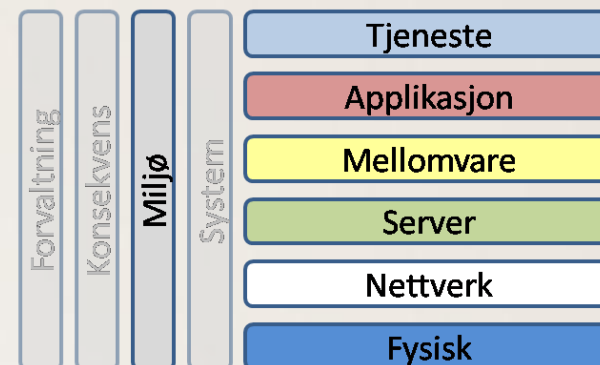 Forvaltning
Konsekvens
Miljø
System
Tjeneste
Applikasjon
Mellomvare
Server
Nettverk
Fysisk